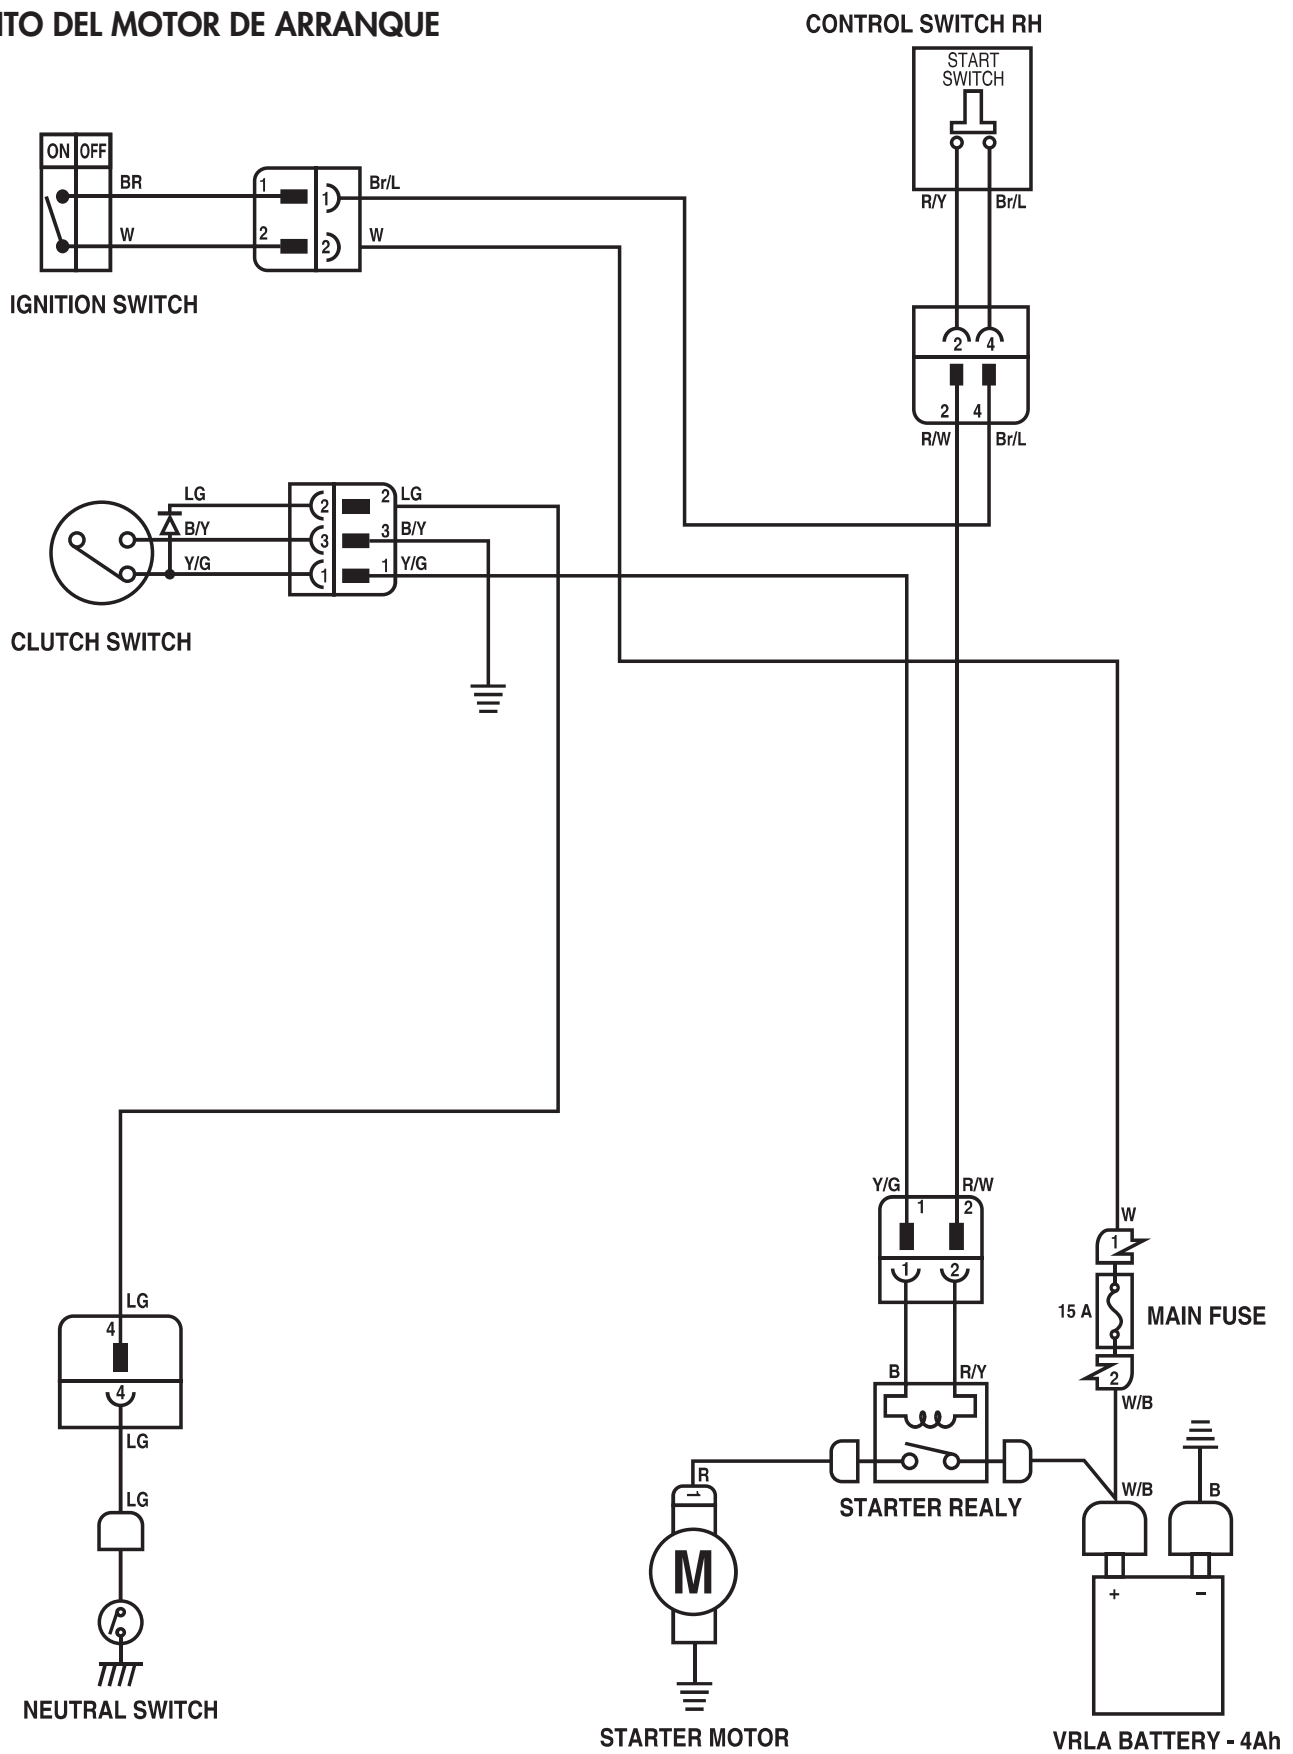 ITO DEL MOTOR DE ARRANQUE
CONTROL SWITCH RH
START
SWITCH
ON OFF
BR
1
1
Br/L
W
2
2
W
IGNITION SWITCH
R/Y
Br/L
2
4
2
4
R/W
Br/L
LG
2
2
LG
B/Y
3
3
B/Y
Y/G
1
1
Y/G
CLUTCH SWITCH
Y/G
R/W
1
2
1
2
W
1
15 A
MAIN FUSE
2
W/B
LG
4
4
LG
LG
NEUTRAL SWITCH
B
R/Y
R
1
M
STARTER REALY
STARTER MOTOR
W/B
B
+
-
VRLA BATTERY - 4Ah